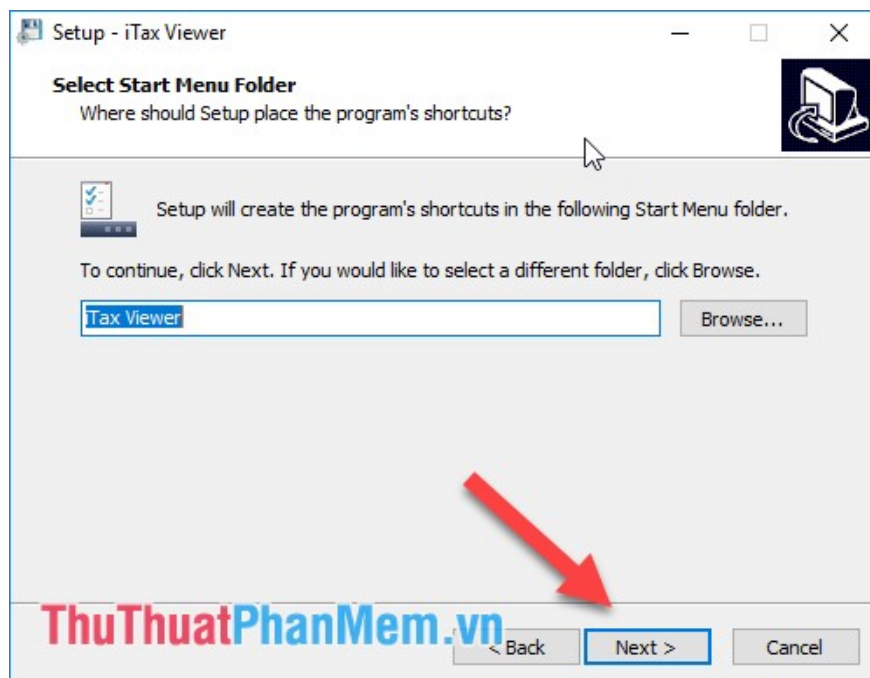 Setup - iTax Viewer
Select Start Menu Folder
Where should Setup place the program's shortcuts?
Setup will create the program's shortcuts in the following Start Menu folder.
To continue, click Next. If you would like to select a different folder, click Browse.
iTax Viewer
Browse...
ThuThuatPhanMem.vn
< Back
Next >
Cancel